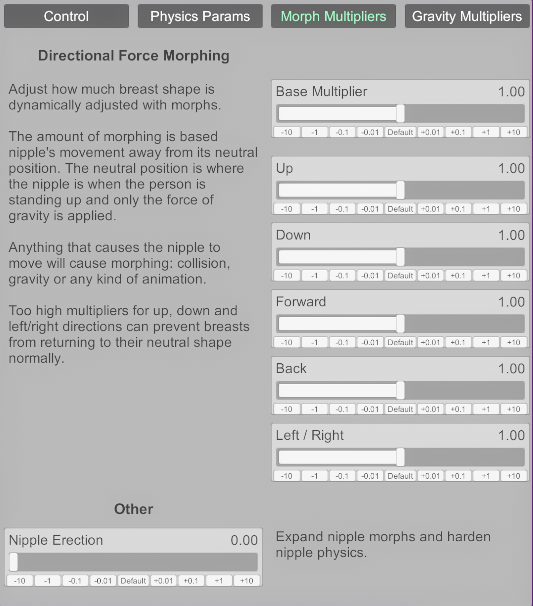 Control
Physics Params
Morph Multipliers
Gravity Multipliers
Directional Force Morphing
Adjust how much breast shape is
dynamically adjusted with morphs.
The amount of morphing is based
nipple's movement away from its neutral
position. The neutral position is where
the nipple is when the person is
standing up and only the force of
gravity is applied.
Anything that causes the nipple to
move will cause morphing: collision,
gravity or any kind of animation.
Too high multipliers for up, down and
left/right directions can prevent breasts
from returning to their neutral shape
normally.
Base Multiplier 1.00
-10 -1 -0.1 -0.01 Default +0.01 +0.1 +1 +10
Up 1.00
-10 -1 -0.1 -0.01 Default +0.01 +0.1 +1 +10
Down 1.00
-10 -1 -0.1 -0.01 Default +0.01 +0.1 +1 +10
Forward 1.00
-10 -1 -0.1 -0.01 Default +0.01 +0.1 +1 +10
Back 1.00
-10 -1 -0.1 -0.01 Default +0.01 +0.1 +1 +10
Left / Right 1.00
-10 -1 -0.1 -0.01 Default +0.01 +0.1 +1 +10
Other
Nipple Erection 0.00
-10 -1 -0.1 -0.01 Default +0.01 +0.1 +1 +10
Expand nipple morphs and harden
nipple physics.